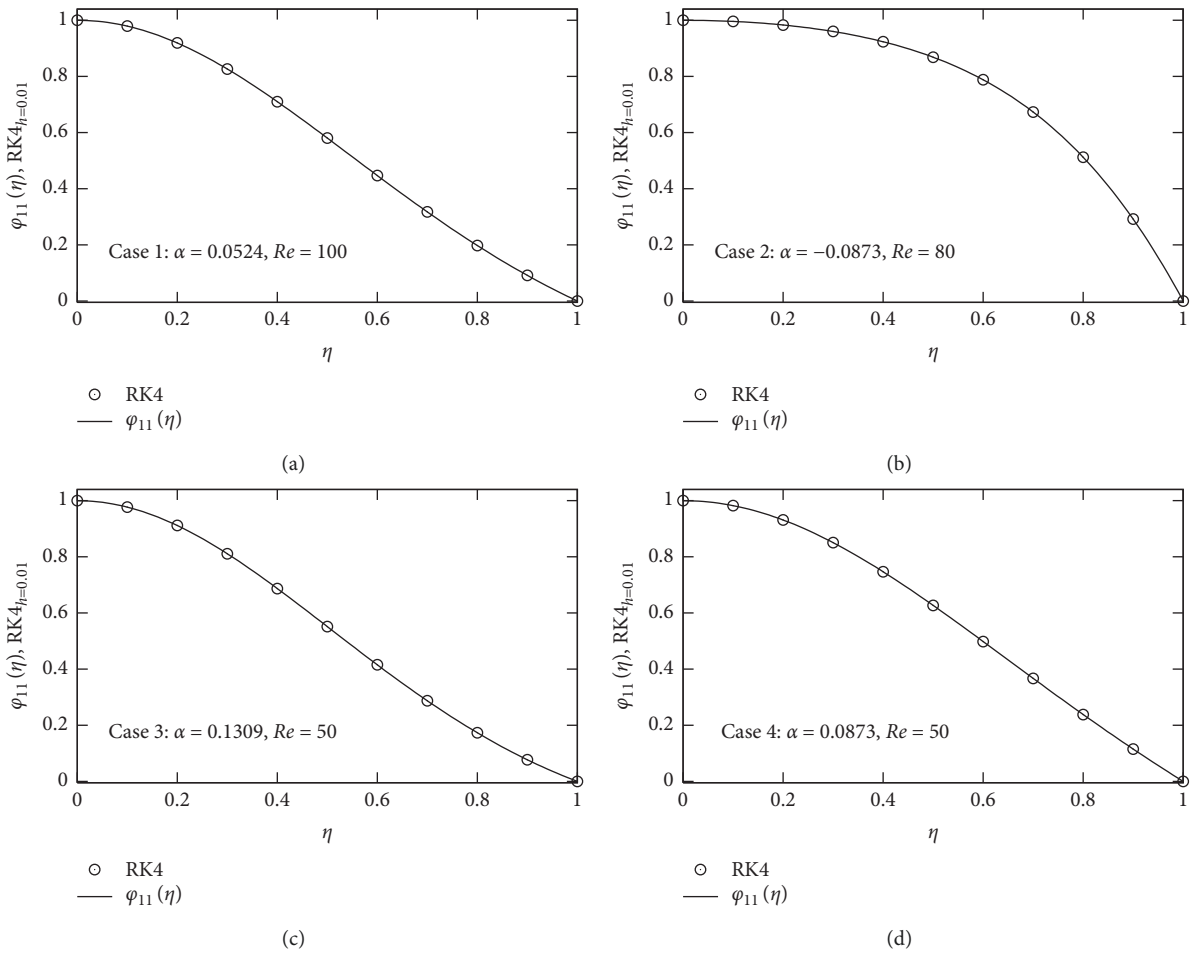 1
0.8
0.6
0.4
0.2
0
φ₁₁(η), RK4ₕ₌₀.₀₁
Case 1: α = 0.0524, Re = 100
0 0.2 0.4 0.6 0.8 1
η
RK4
φ₁₁(η)
(a)
1
0.8
0.6
0.4
0.2
0
φ₁₁(η), RK4ₕ₌₀.₀₁
Case 2: α = −0.0873, Re = 80
0 0.2 0.4 0.6 0.8 1
η
RK4
φ₁₁(η)
(b)
1
0.8
0.6
0.4
0.2
0
φ₁₁(η), RK4ₕ₌₀.₀₁
Case 3: α = 0.1309, Re = 50
0 0.2 0.4 0.6 0.8 1
η
RK4
φ₁₁(η)
(c)
1
0.8
0.6
0.4
0.2
0
φ₁₁(η), RK4ₕ₌₀.₀₁
Case 4: α = 0.0873, Re = 50
0 0.2 0.4 0.6 0.8 1
η
RK4
φ₁₁(η)
(d)